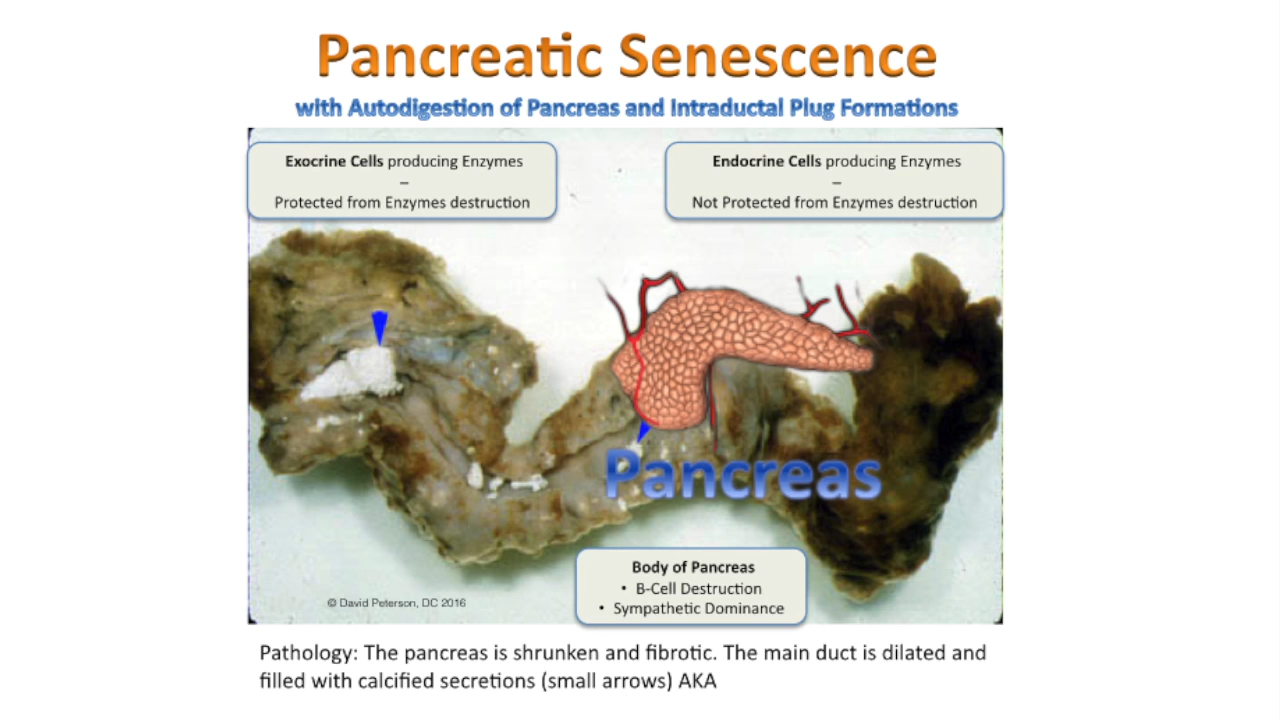 Pancreatic Senescence
with Autodigestion of Pancreas and Intraductal Plug Formations
Exocrine Cells producing Enzymes
–
Protected from Enzymes destruction
Endocrine Cells producing Enzymes
–
Not Protected from Enzymes destruction
Pancreas
Body of Pancreas
• B-Cell Destruction
• Sympathetic Dominance
© David Peterson, DC 2016
Pathology: The pancreas is shrunken and fibrotic. The main duct is dilated and
filled with calcified secretions (small arrows) AKA